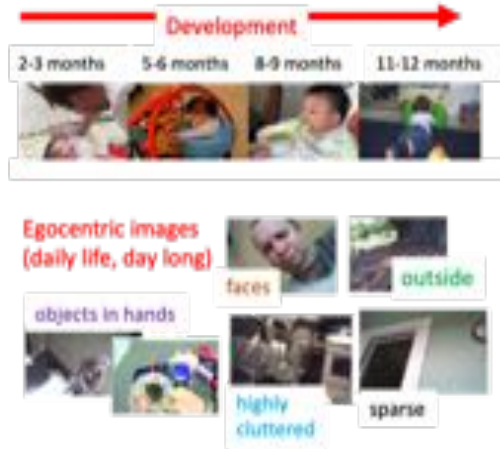 Development
2-3 months 5-6 months 8-9 months 11-12 months
Egocentric images
(daily life, day long)
faces
outside
objects in hands
highly
cluttered
sparse